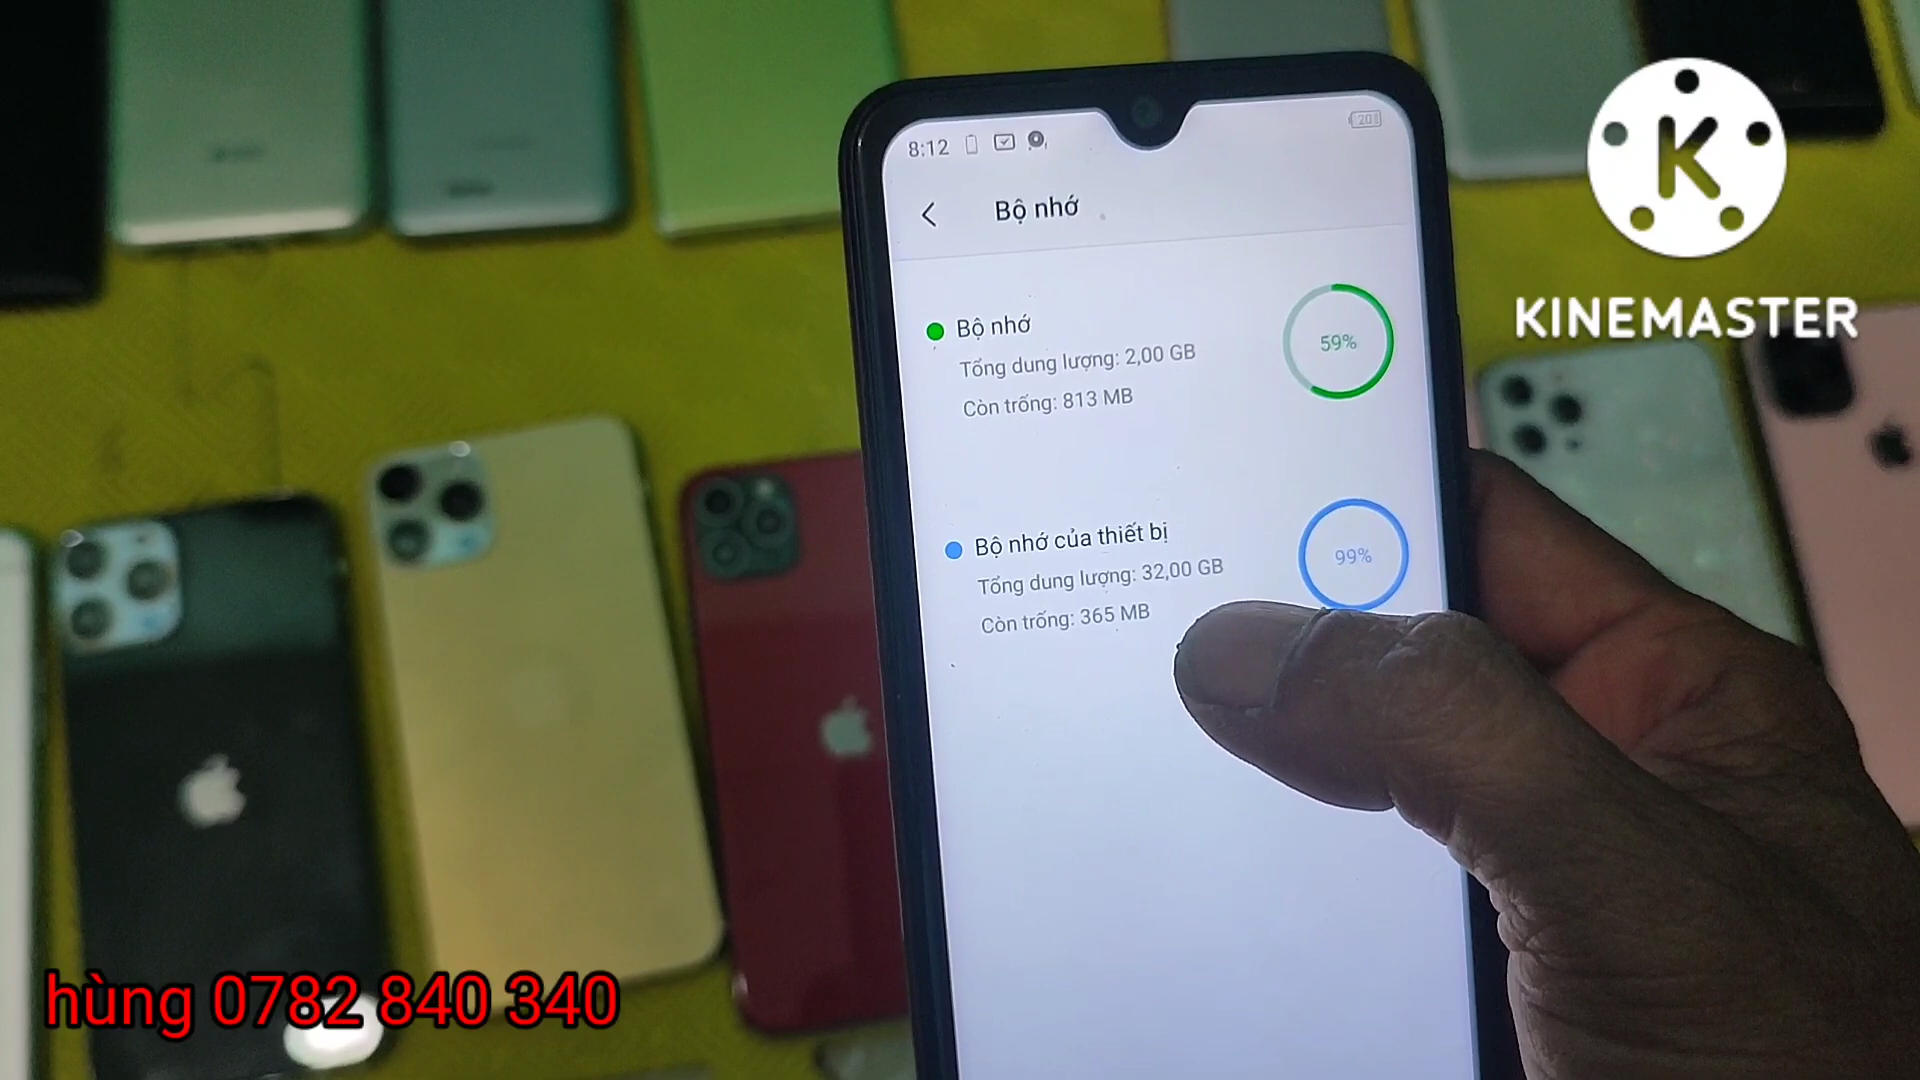 8:12
20
Bộ nhớ
Bộ nhớ
Tổng dung lượng: 2,00 GB
Còn trống: 813 MB
59%
Bộ nhớ của thiết bị
Tổng dung lượng: 32,00 GB
Còn trống: 365 MB
99%
K
KINEMASTER
hùng 0782 840 340